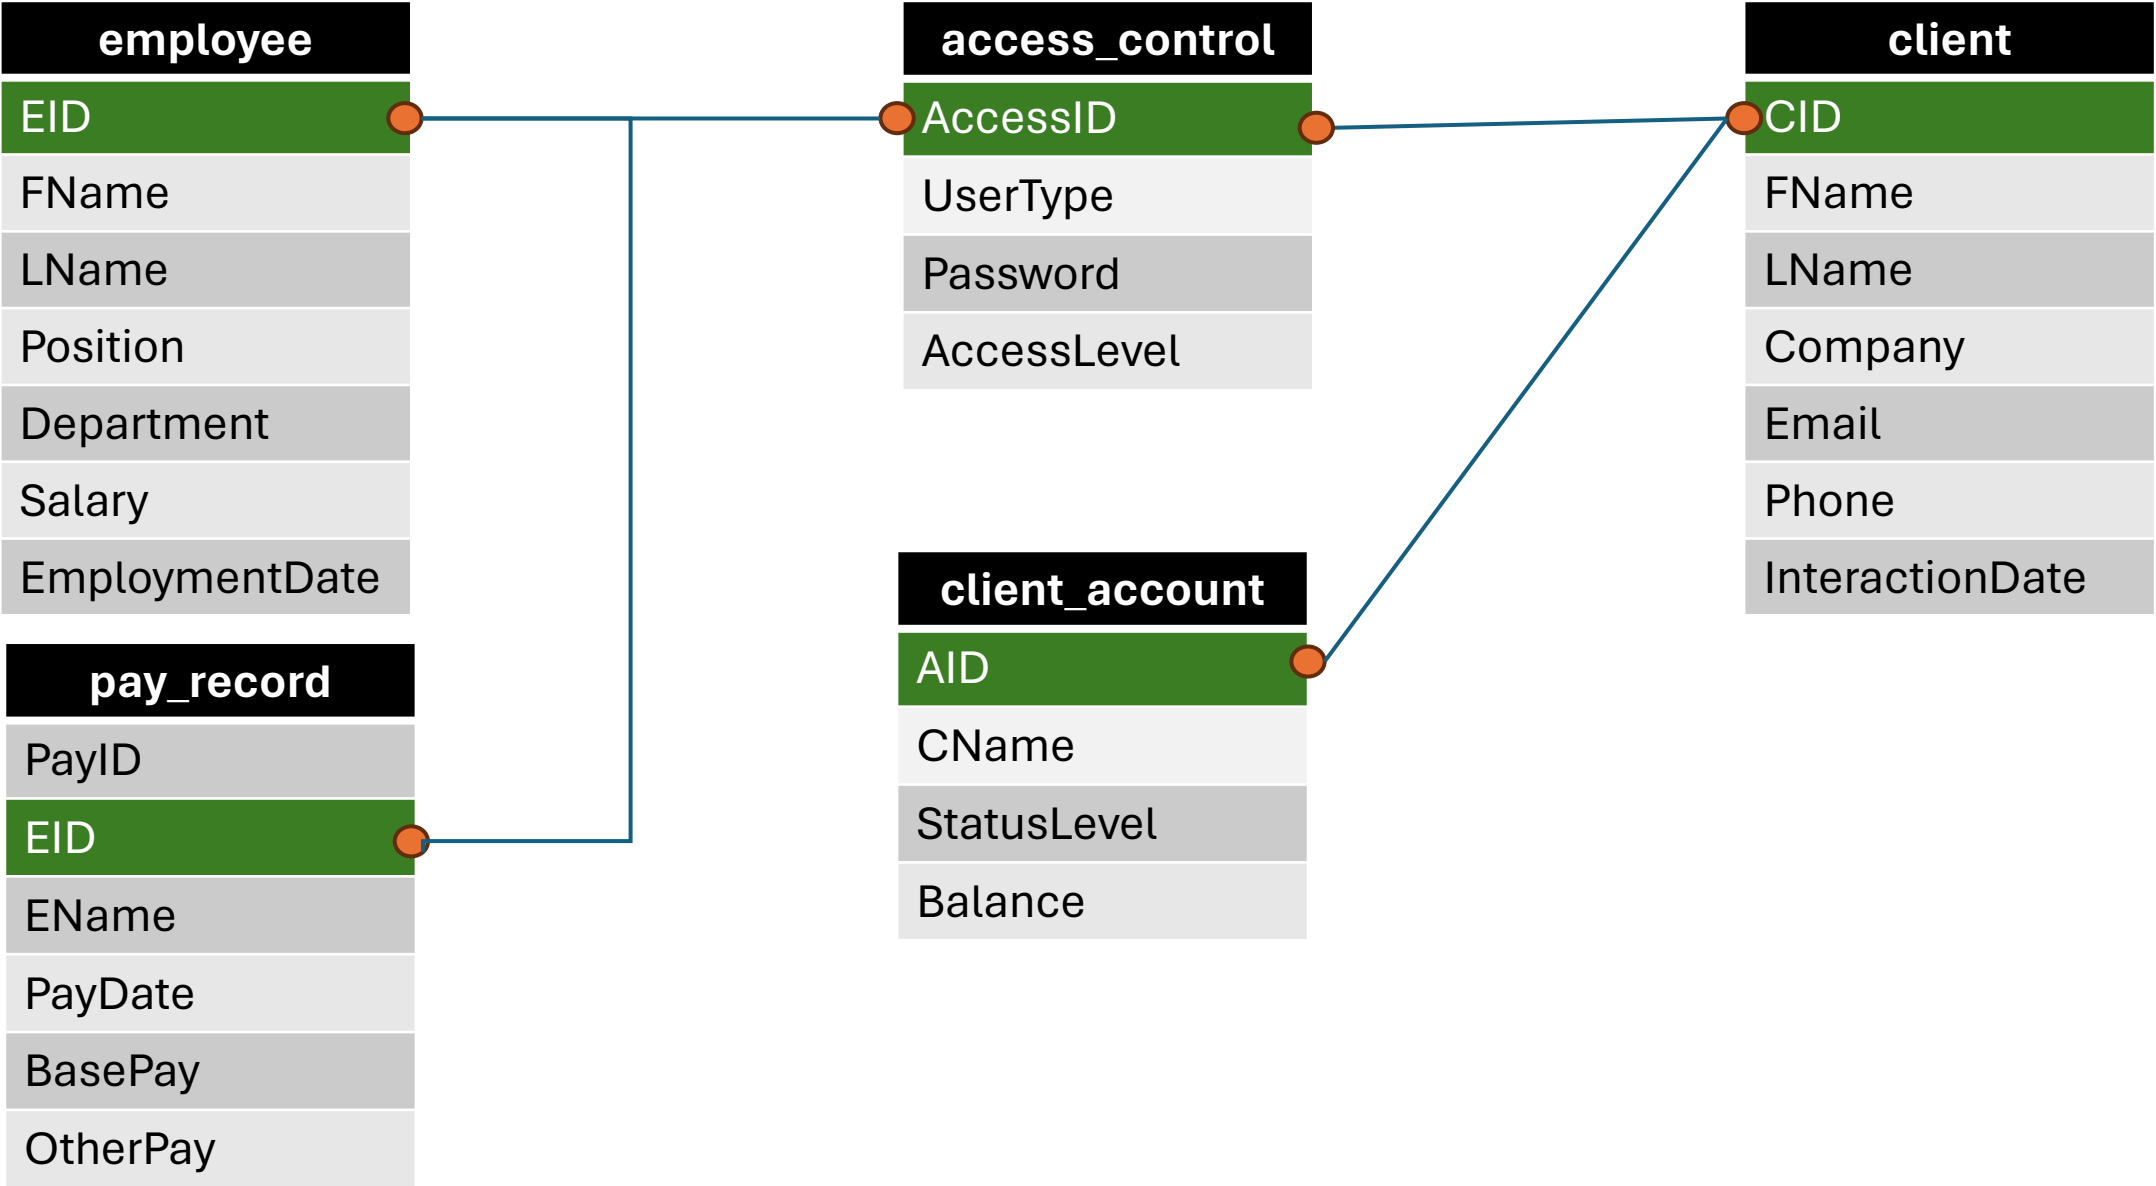 employee
EID
FName
LName
Position
Department
Salary
EmploymentDate
pay_record
PayID
EID
EName
PayDate
BasePay
OtherPay
access_control
AccessID
UserType
Password
AccessLevel
client_account
AID
CName
StatusLevel
Balance
client
CID
FName
LName
Company
Email
Phone
InteractionDate